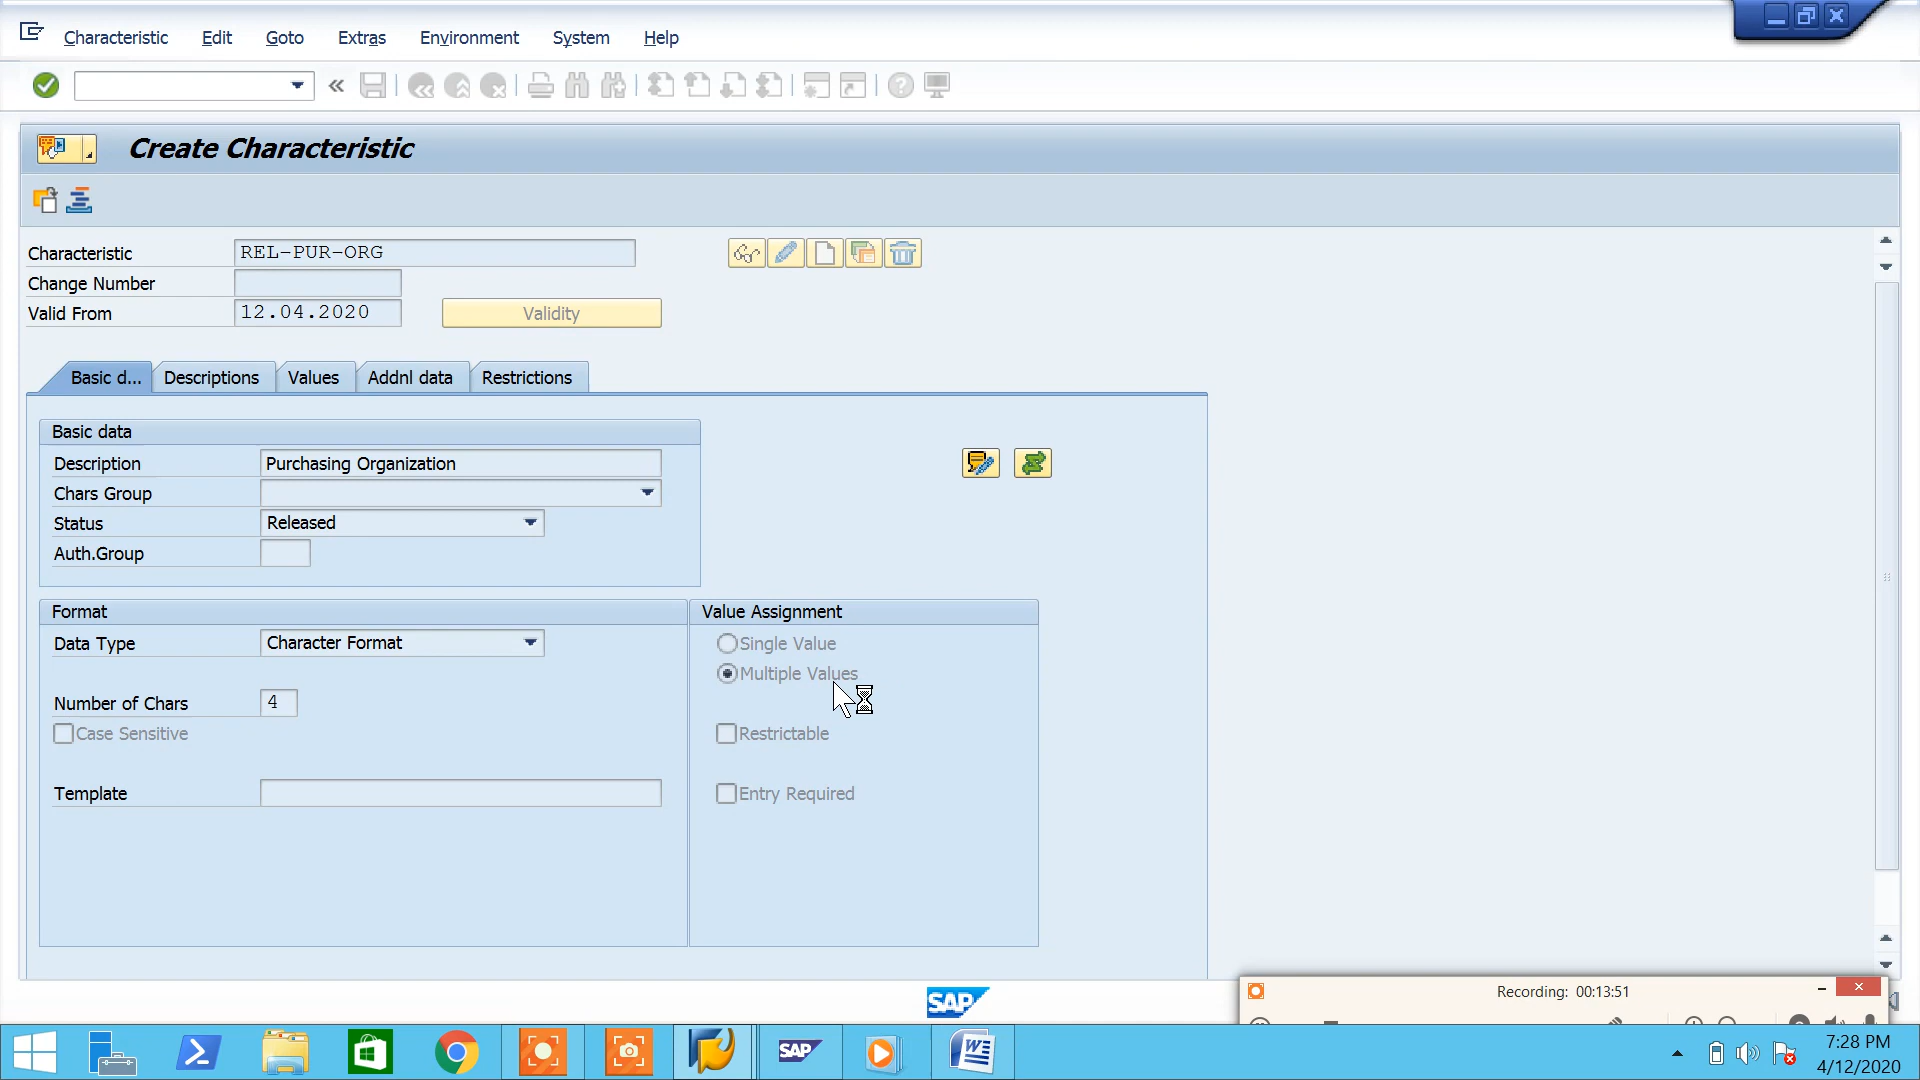 Characteristic Edit Goto Extras Environment System Help
Create Characteristic
Characteristic REL-PUR-ORG
Change Number
Valid From 12.04.2020 Validity
Basic d... Descriptions Values Addnl data Restrictions
Basic data
Description Purchasing Organization
Chars Group
Status Released
Auth.Group
Format Value Assignment
Data Type Character Format Single Value
Multiple Values
Number of Chars 4
Case Sensitive Restrictable
Template Entry Required
SAP
Recording: 00:13:51
SAP
7:28 PM
4/12/2020